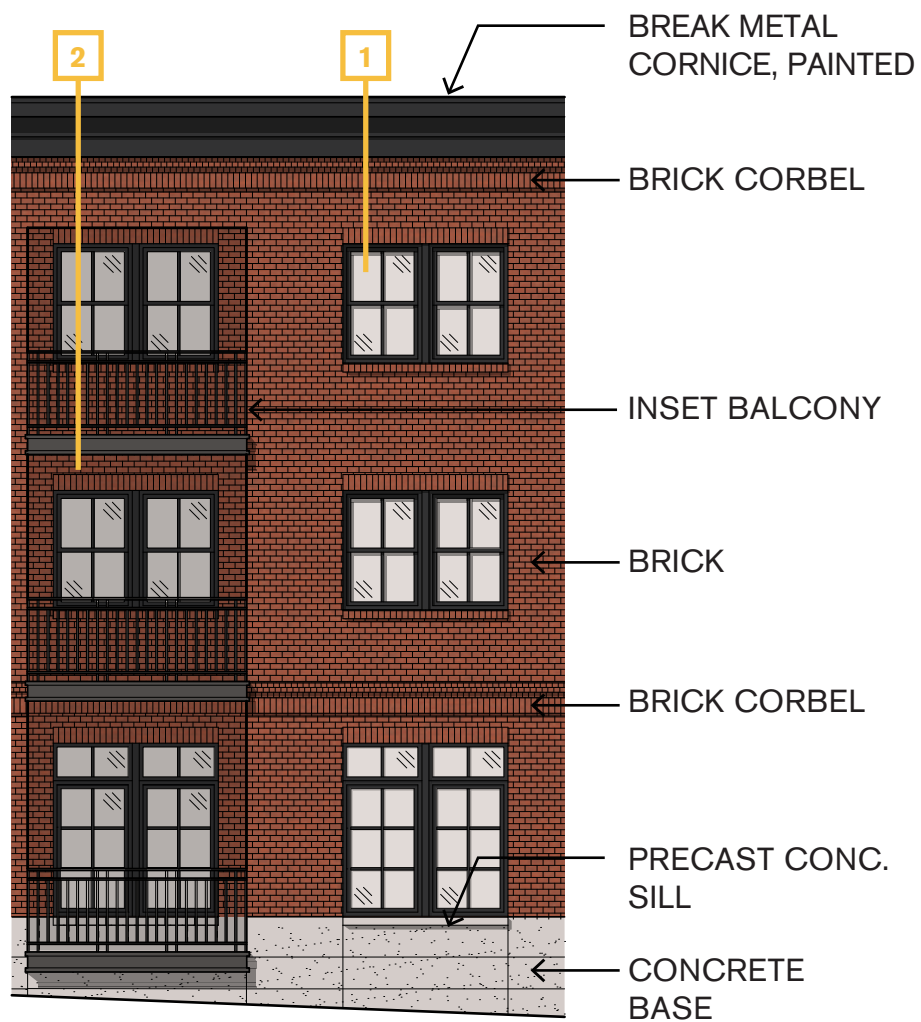 BREAK METAL
CORNICE, PAINTED
2
1
BRICK CORBEL
INSET BALCONY
BRICK
BRICK CORBEL
PRECAST CONC.
SILL
CONCRETE
BASE